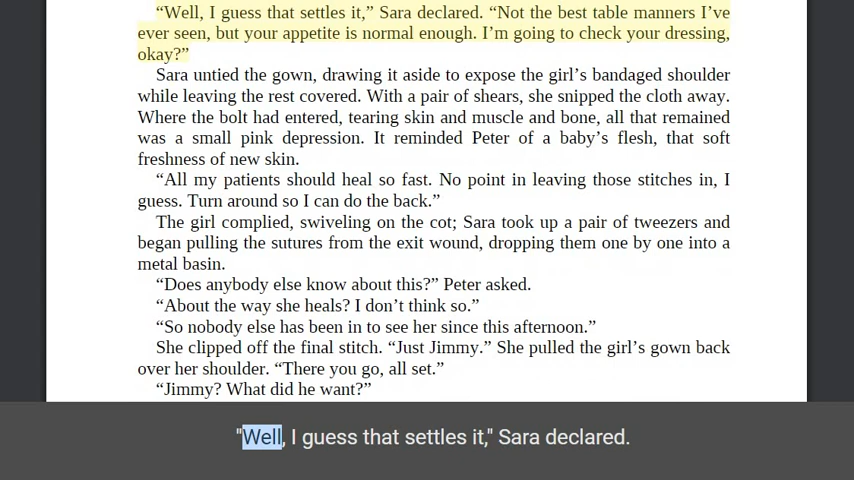 “Well, I guess that settles it,” Sara declared. “Not the best table manners I’ve
ever seen, but your appetite is normal enough. I’m going to check your dressing,
okay?”
Sara untied the gown, drawing it aside to expose the girl’s bandaged shoulder
while leaving the rest covered. With a pair of shears, she snipped the cloth away.
Where the bolt had entered, tearing skin and muscle and bone, all that remained
was a small pink depression. It reminded Peter of a baby’s flesh, that soft
freshness of new skin.
“All my patients should heal so fast. No point in leaving those stitches in, I
guess. Turn around so I can do the back.”
The girl complied, swiveling on the cot; Sara took up a pair of tweezers and
began pulling the sutures from the exit wound, dropping them one by one into a
metal basin.
“Does anybody else know about this?” Peter asked.
“About the way she heals? I don’t think so.”
“So nobody else has been in to see her since this afternoon.”
She clipped off the final stitch. “Just Jimmy.” She pulled the girl’s gown back
over her shoulder. “There you go, all set.”
“Jimmy? What did he want?”
"Well, I guess that settles it," Sara declared.